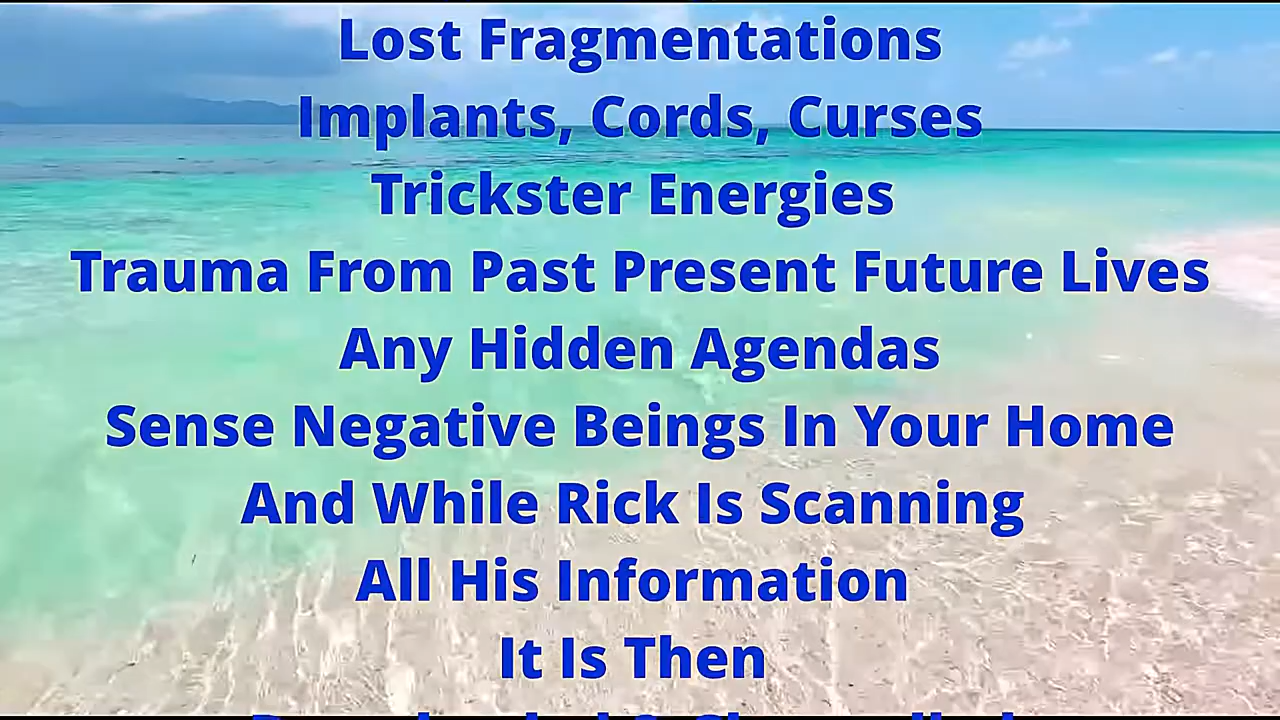 Lost Fragmentations
Implants, Cords, Curses
Trickster Energies
Trauma From Past Present Future Lives
Any Hidden Agendas
Sense Negative Beings In Your Home
And While Rick Is Scanning
All His Information
It Is Then